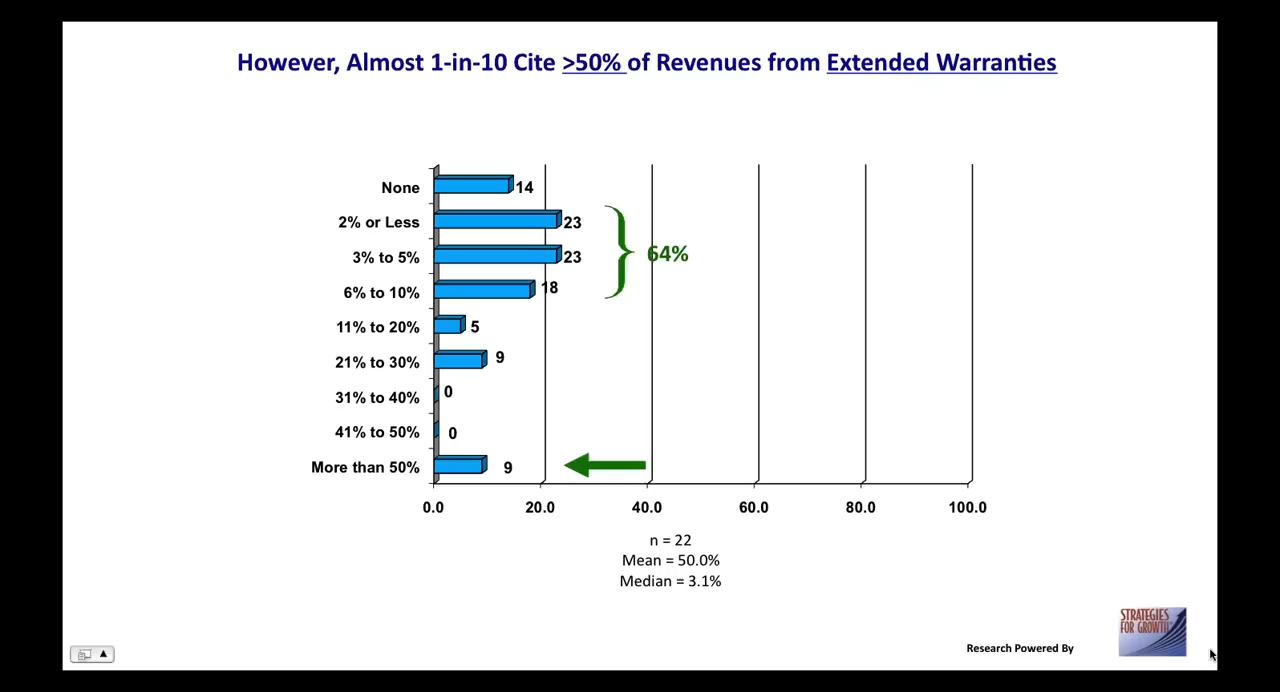 However, Almost 1-in-10 Cite >50% of Revenues from Extended Warranties
None 14
2% or Less 23
3% to 5% 23
64%
6% to 10% 18
11% to 20% 5
21% to 30% 9
31% to 40% 0
41% to 50% 0
More than 50% 9
0.0 20.0 40.0 60.0 80.0 100.0
n = 22
Mean = 50.0%
Median = 3.1%
Research Powered By
STRATEGIES
FOR GROWTH